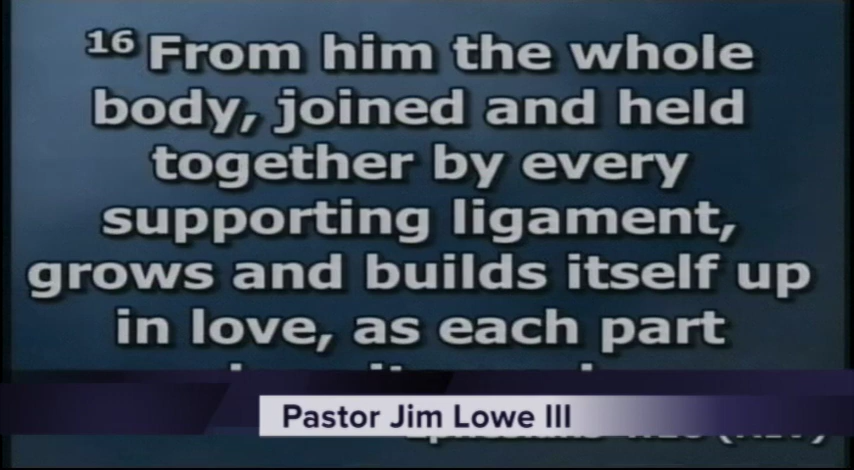 16 From him the whole
body, joined and held
together by every
supporting ligament,
grows and builds itself up
in love, as each part
Pastor Jim Lowe III